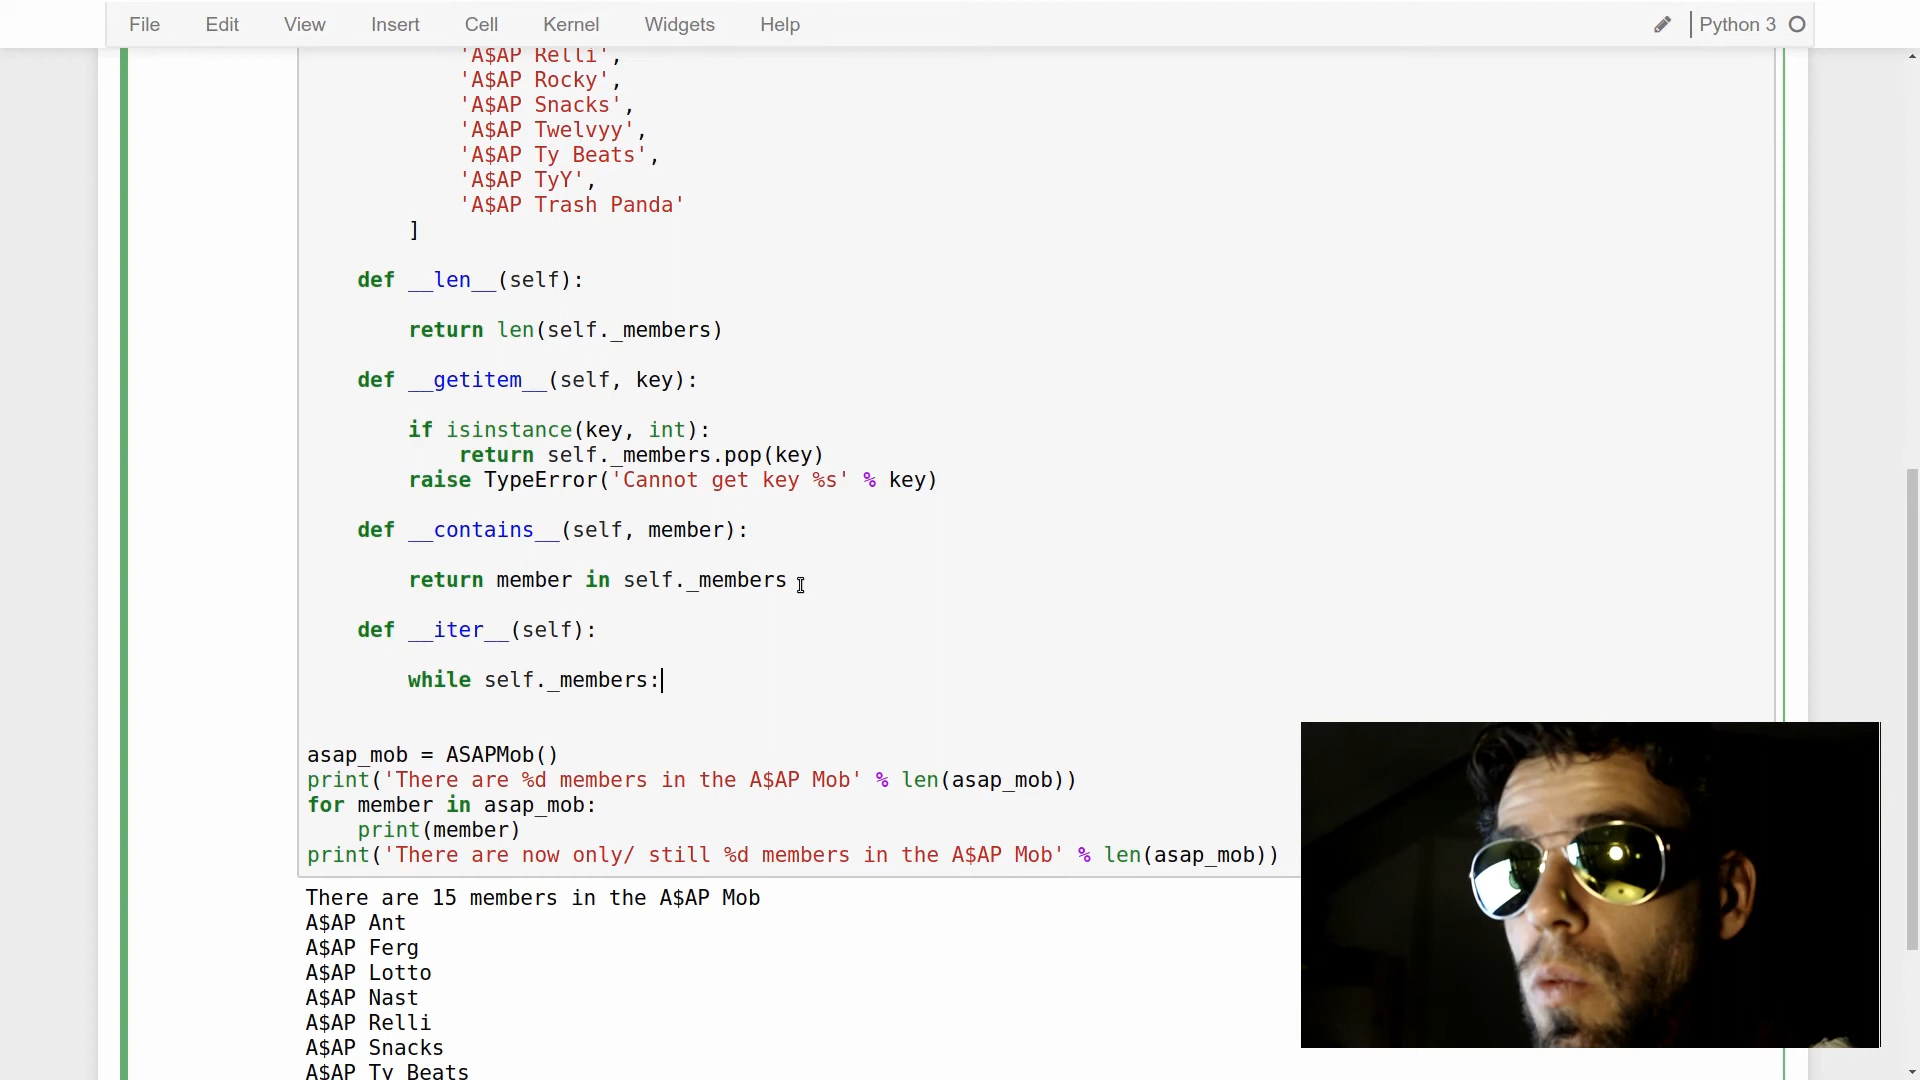 File Edit View Insert Cell Kernel Widgets Help Python 3
'A$AP Relli',
'A$AP Rocky',
'A$AP Snacks',
'A$AP Twelvyy',
'A$AP Ty Beats',
'A$AP TyY',
'A$AP Trash Panda'
]
def __len__(self):
return len(self._members)
def __getitem__(self, key):
if isinstance(key, int):
return self._members.pop(key)
raise TypeError('Cannot get key %s' % key)
def __contains__(self, member):
return member in self._members
def __iter__(self):
while self._members:
asap_mob = ASAPMob()
print('There are %d members in the A$AP Mob' % len(asap_mob))
for member in asap_mob:
print(member)
print('There are now only/ still %d members in the A$AP Mob' % len(asap_mob))
There are 15 members in the A$AP Mob
A$AP Ant
A$AP Ferg
A$AP Lotto
A$AP Nast
A$AP Relli
A$AP Snacks
A$AP Ty Beats